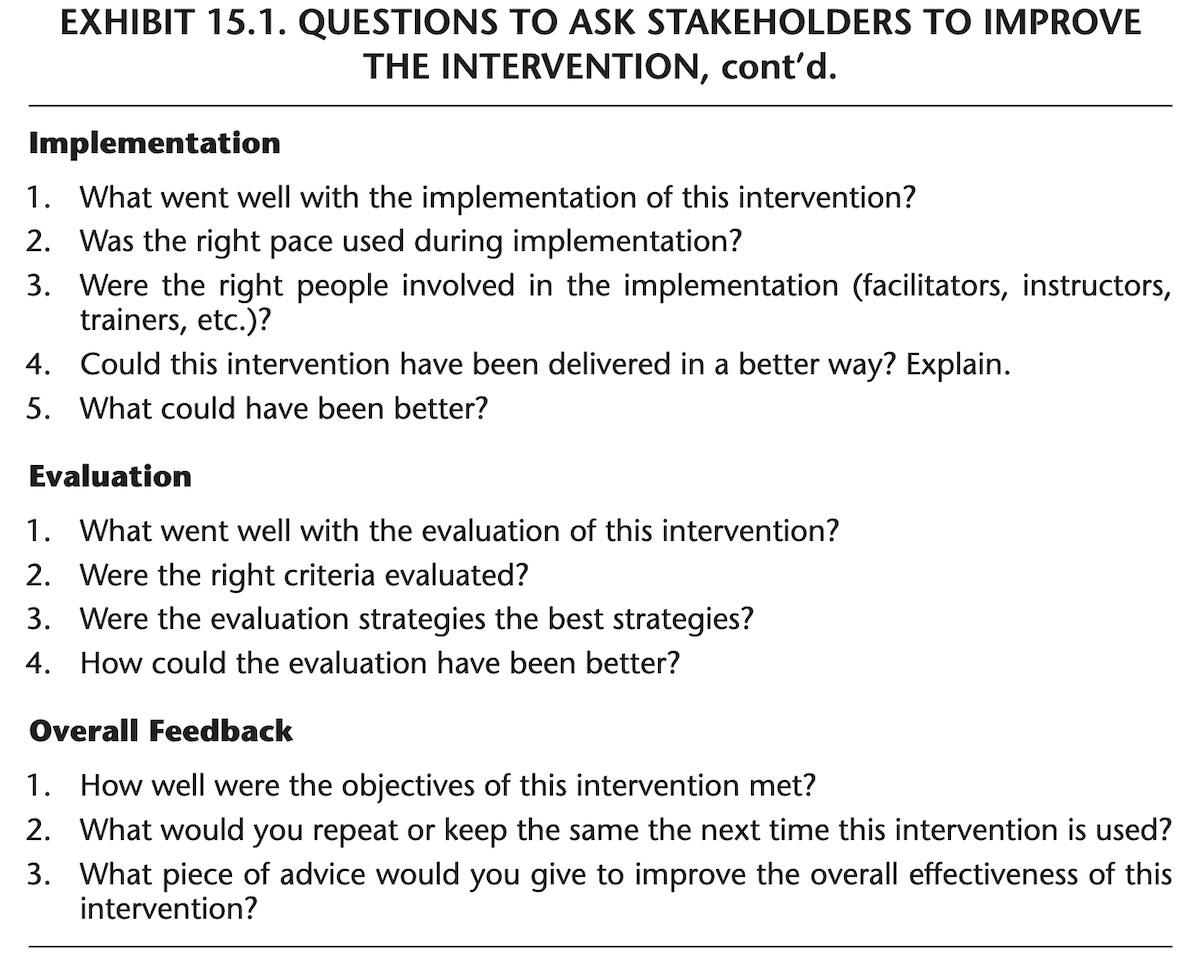 EXHIBIT 15.1. QUESTIONS TO ASK STAKEHOLDERS TO IMPROVE
THE INTERVENTION, cont’d.
Implementation
1. What went well with the implementation of this intervention?
2. Was the right pace used during implementation?
3. Were the right people involved in the implementation (facilitators, instructors,
trainers, etc.)?
4. Could this intervention have been delivered in a better way? Explain.
5. What could have been better?
Evaluation
1. What went well with the evaluation of this intervention?
2. Were the right criteria evaluated?
3. Were the evaluation strategies the best strategies?
4. How could the evaluation have been better?
Overall Feedback
1. How well were the objectives of this intervention met?
2. What would you repeat or keep the same the next time this intervention is used?
3. What piece of advice would you give to improve the overall effectiveness of this
intervention?